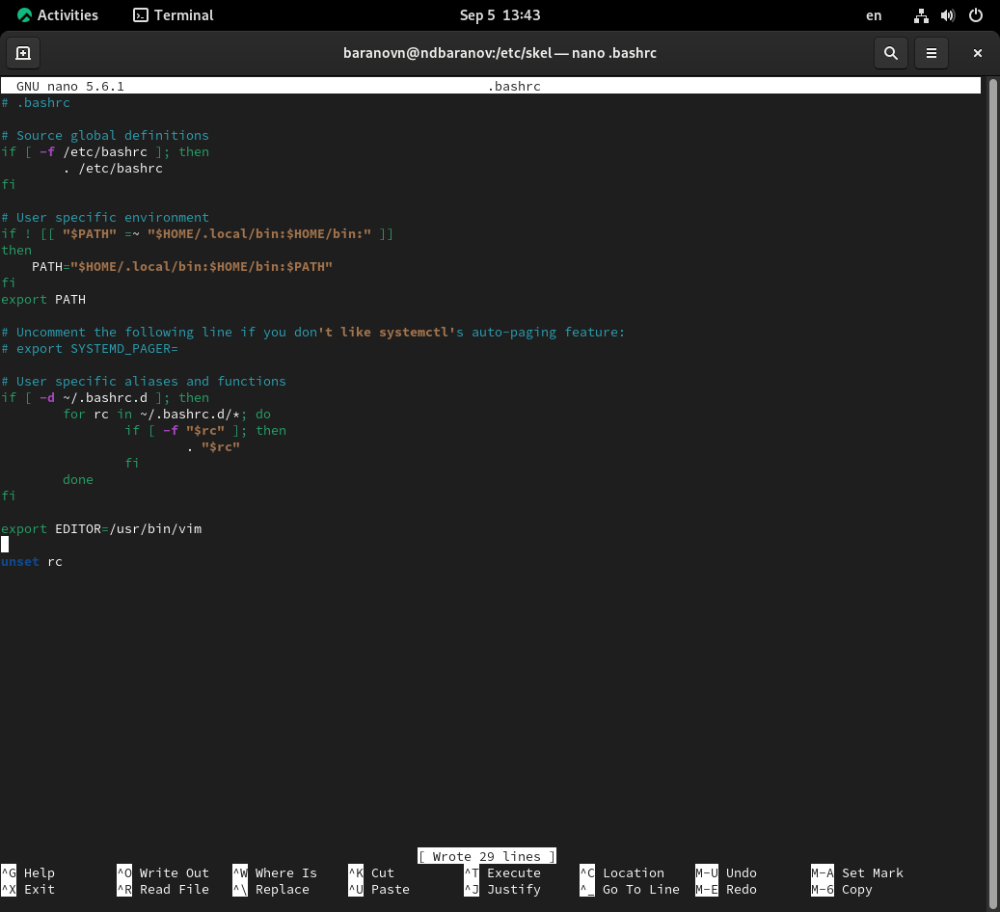 Activities Terminal Sep 5 13:43 en
baranovn@ndbaranov:/etc/skel — nano .bashrc
GNU nano 5.6.1 .bashrc
# .bashrc
# Source global definitions
if [ -f /etc/bashrc ]; then
        . /etc/bashrc
fi
# User specific environment
if ! [[ "$PATH" =~ "$HOME/.local/bin:$HOME/bin:" ]]
then
    PATH="$HOME/.local/bin:$HOME/bin:$PATH"
fi
export PATH
# Uncomment the following line if you don't like systemctl's auto-paging feature:
# export SYSTEMD_PAGER=
# User specific aliases and functions
if [ -d ~/.bashrc.d ]; then
        for rc in ~/.bashrc.d/*; do
                if [ -f "$rc" ]; then
                        . "$rc"
                fi
        done
fi
export EDITOR=/usr/bin/vim
unset rc
[ Wrote 29 lines ]
^G Help ^O Write Out ^W Where Is ^K Cut ^T Execute ^C Location M-U Undo M-A Set Mark
^X Exit ^R Read File ^\ Replace ^U Paste ^J Justify ^_ Go To Line M-E Redo M-6 Copy